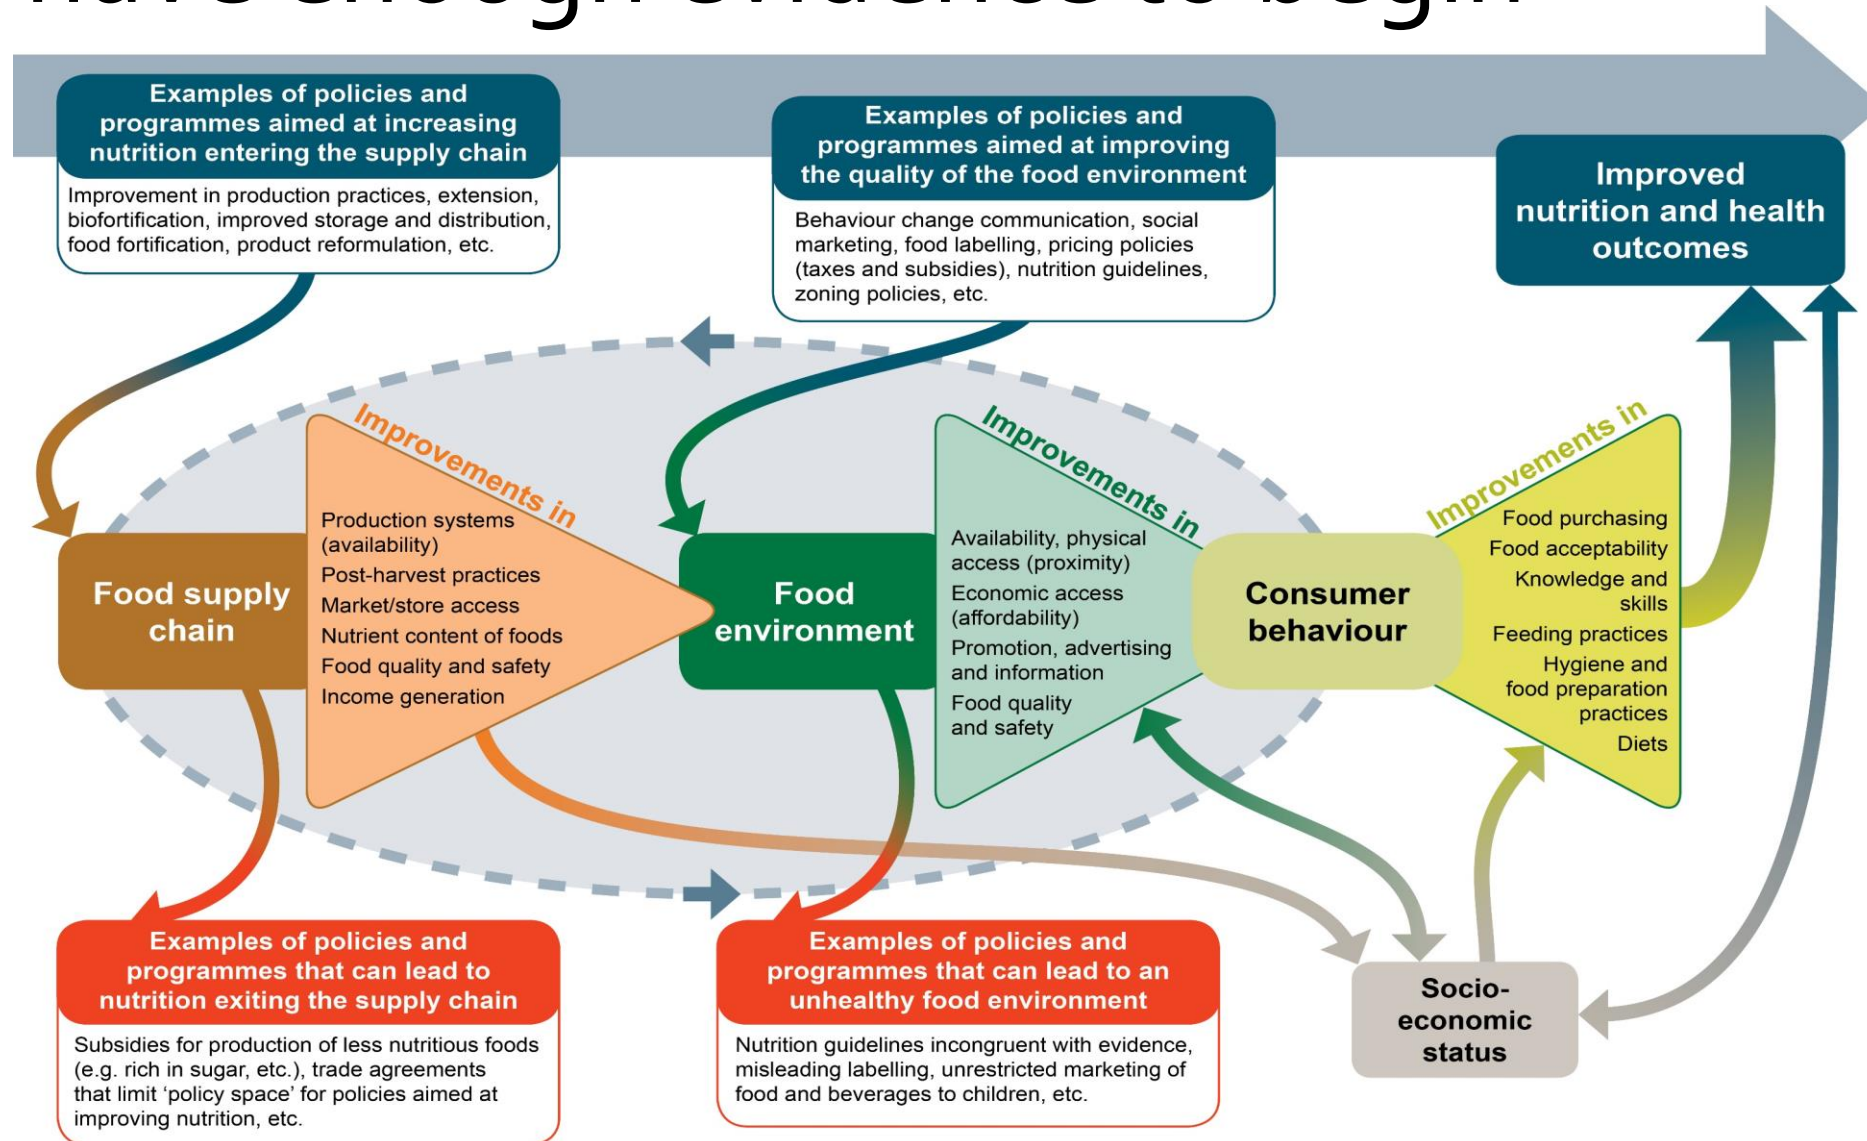 have enough evidence to begin
Examples of policies and
programmes aimed at increasing
nutrition entering the supply chain
Improvement in production practices, extension,
biofortification, improved storage and distribution,
food fortification, product reformulation, etc.
Examples of policies and
programmes aimed at improving
the quality of the food environment
Behaviour change communication, social
marketing, food labelling, pricing policies
(taxes and subsidies), nutrition guidelines,
zoning policies, etc.
Improved
nutrition and health
outcomes
Food supply
chain
Improvements in
Production systems
(availability)
Post-harvest practices
Market/store access
Nutrient content of foods
Food quality and safety
Income generation
Food
environment
Improvements in
Availability, physical
access (proximity)
Economic access
(affordability)
Promotion, advertising
and information
Food quality
and safety
Consumer
behaviour
Improvements in
Food purchasing
Food acceptability
Knowledge and
skills
Feeding practices
Hygiene and
food preparation
practices
Diets
Examples of policies and
programmes that can lead to
nutrition exiting the supply chain
Subsidies for production of less nutritious foods
(e.g. rich in sugar, etc.), trade agreements
that limit ‘policy space’ for policies aimed at
improving nutrition, etc.
Examples of policies and
programmes that can lead to an
unhealthy food environment
Nutrition guidelines incongruent with evidence,
misleading labelling, unrestricted marketing of
food and beverages to children, etc.
Socio-
economic
status